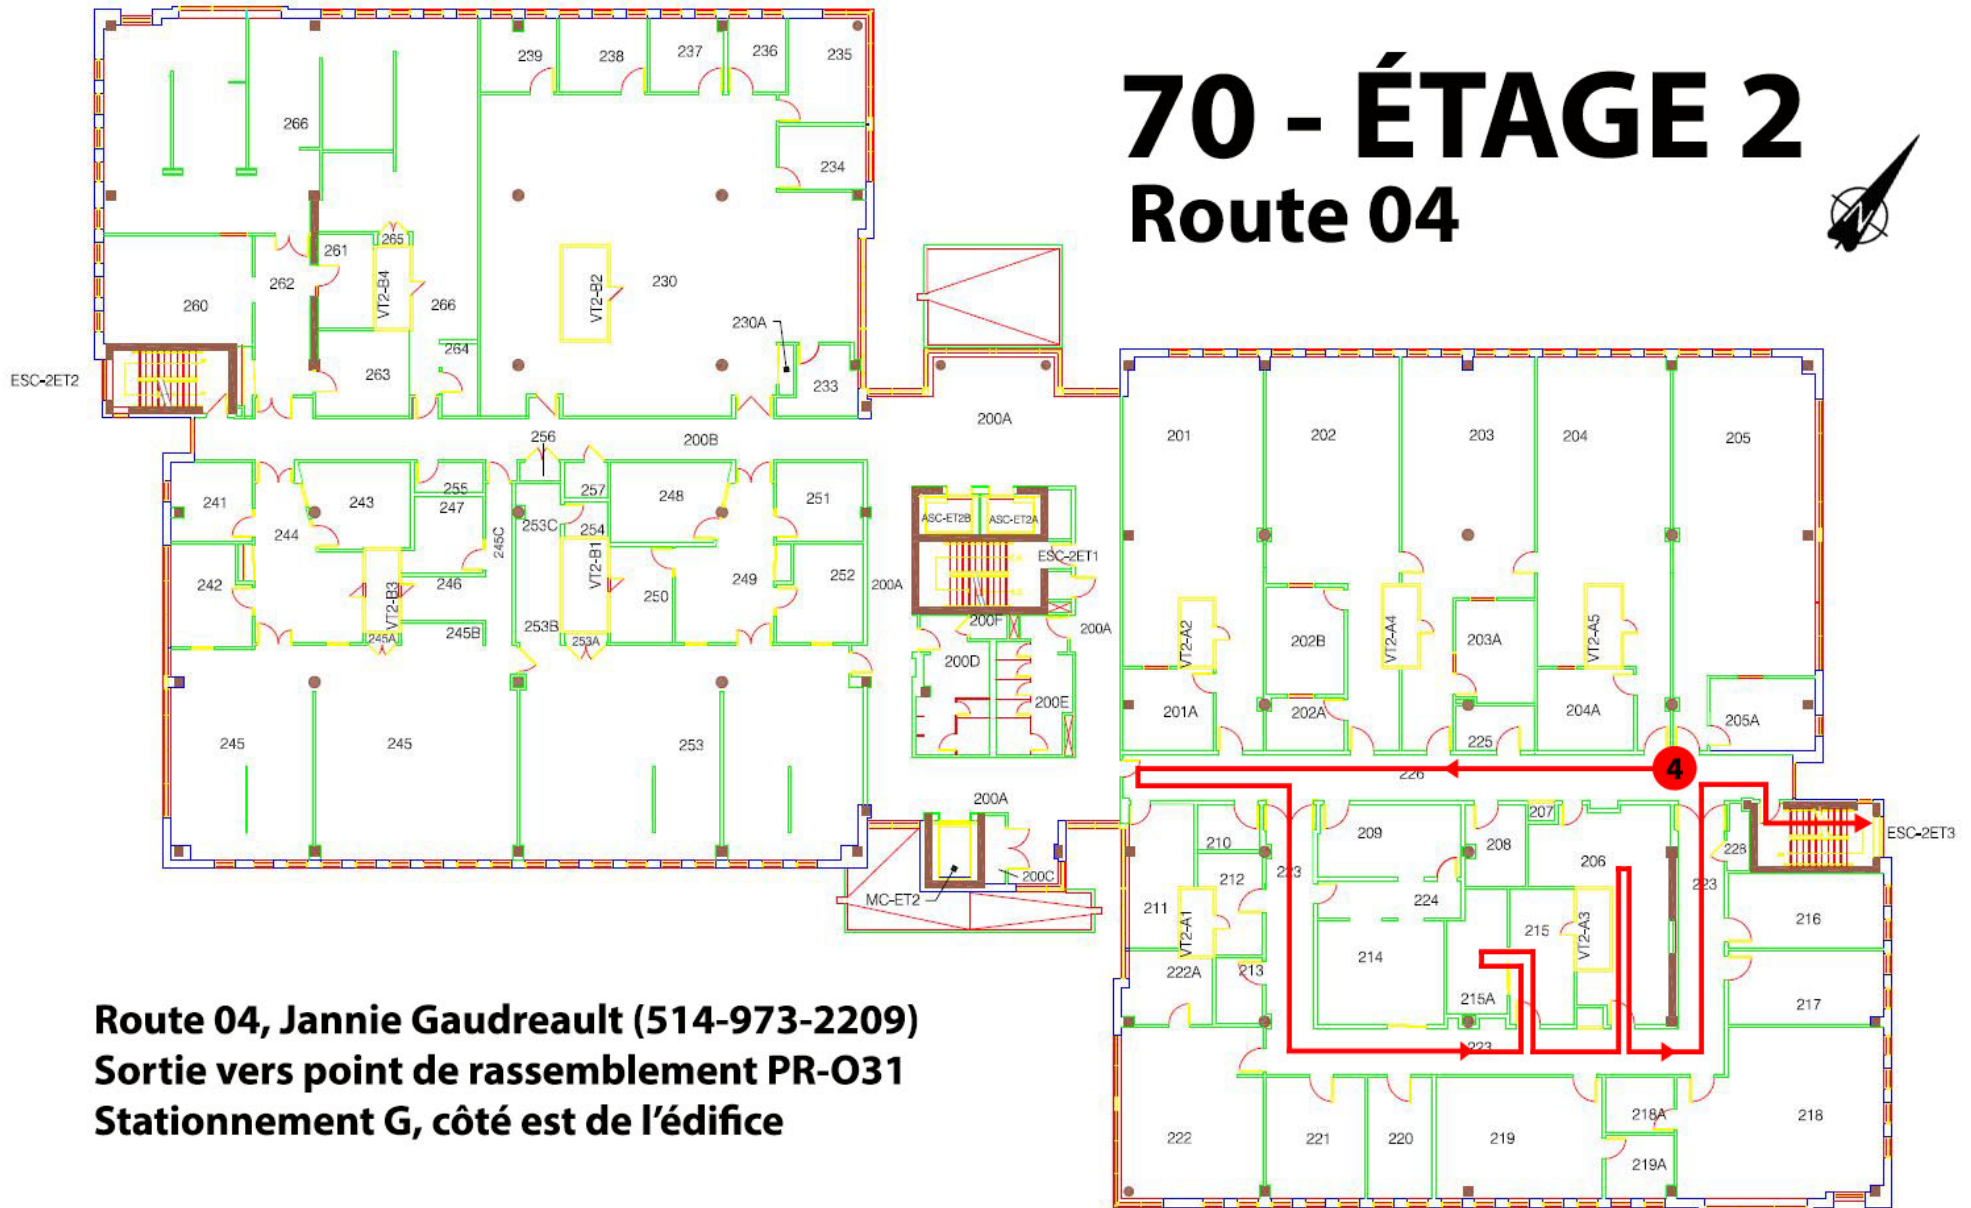 70 - ÉTAGE 2
Route 04
N
239
238
237
236
235
266
234
261
265
260
262
VT2-B4
266
VT2-B2
230
230A
264
263
233
ESC-2ET2
200A
256
200B
201
202
203
204
205
241
243
255
247
257
248
251
244
245C
253C
254
ASC-ET2B
ASC-ET2A
242
246
VT2-B3
VT2-B1
250
249
252
200A
ESC-2ET1
245B
245A
253B
253A
200F
200A
200D
200E
VT2-A2
202B
VT2-A4
203A
VT2-A5
201A
202A
225
204A
205A
245
245
253
4
226
200A
207
210
209
208
206
228
ESC-2ET3
200C
MC-ET2
212
223
224
223
211
VT2-A1
215
VT2-A3
216
222A
213
214
215A
217
223
Route 04, Jannie Gaudreault (514-973-2209)
Sortie vers point de rassemblement PR-O31
Stationnement G, côté est de l’édifice
222
221
220
219
218A
219A
218